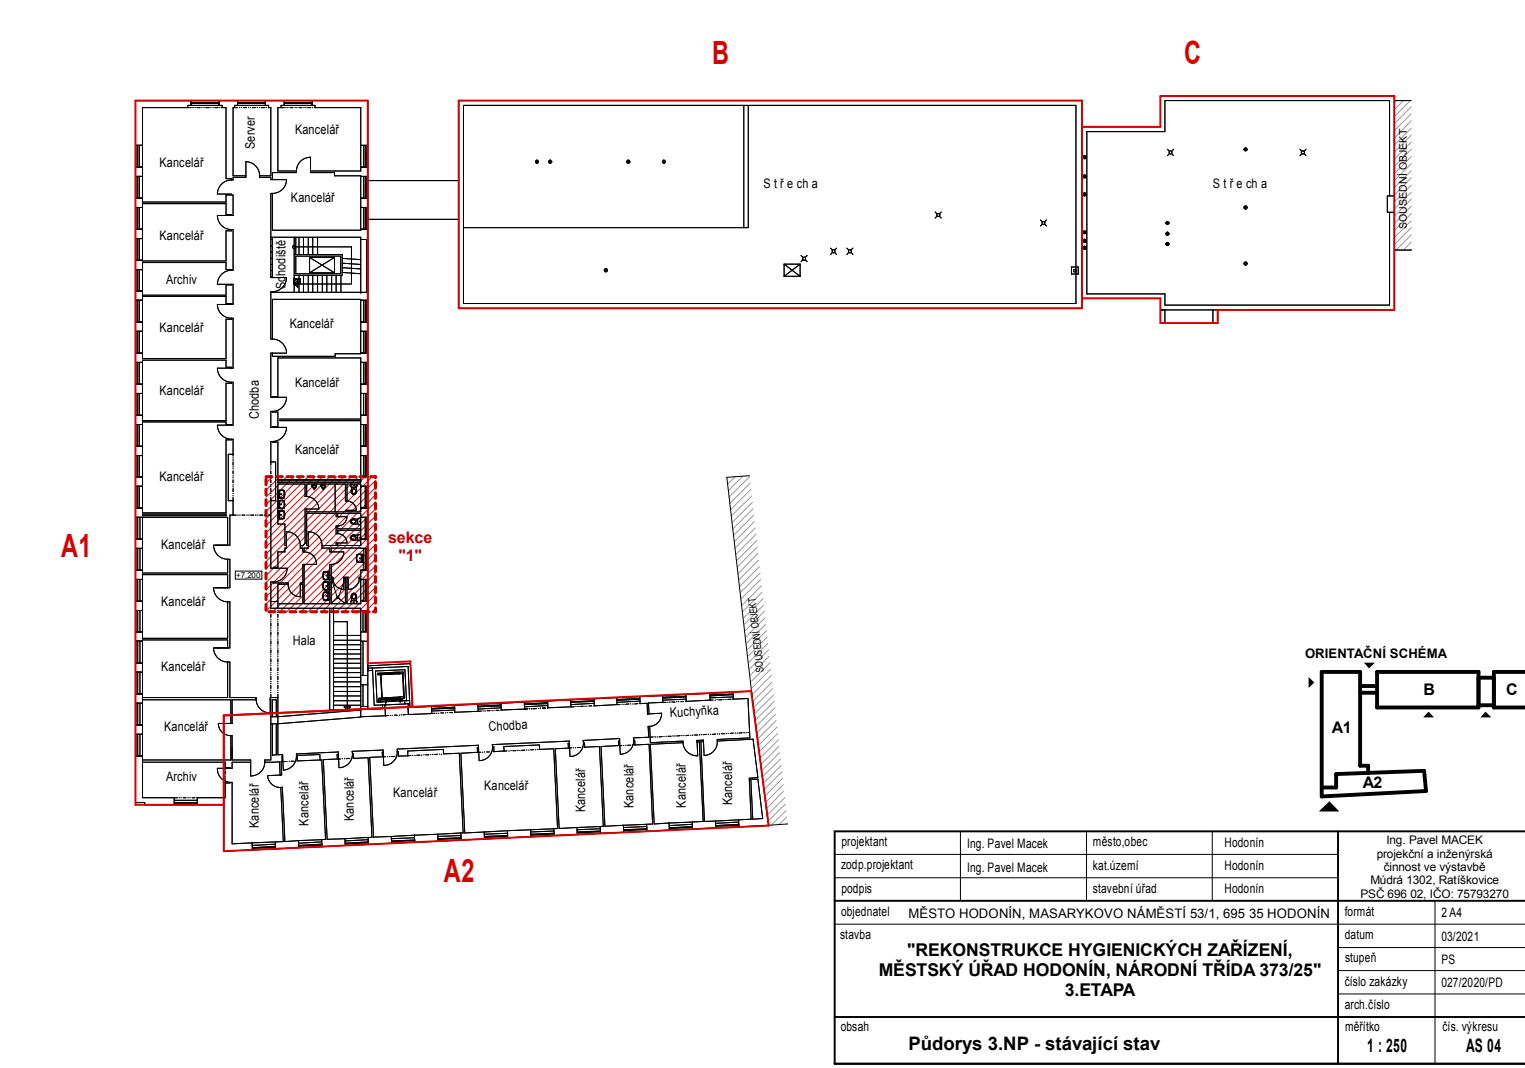 B
C
Kancelář
Server
Kancelář
Kancelář
Kancelář
Schodiště
Archiv
Kancelář
Kancelář
Kancelář
Chodba
Kancelář
Kancelář
Kancelář
Střecha
Střecha
SOUSEDNÍ OBJEKT
A1
sekce
"1"
Kancelář
+7,200
Kancelář
Hala
Kancelář
SOUSEDNÍ OBJEKT
Kancelář
Archiv
Chodba
Kuchyňka
Kancelář
Kancelář
Kancelář
Kancelář
Kancelář
Kancelář
Kancelář
Kancelář
Kancelář
A2
ORIENTAČNÍ SCHÉMA
B
C
A1
A2
projektant Ing. Pavel Macek město,obec Hodonín
zodp.projektant Ing. Pavel Macek kat.území Hodonín
podpis stavební úřad Hodonín
Ing. Pavel MACEK
projekční a inženýrská
činnost ve výstavbě
Múdrá 1302, Ratíškovice
PSČ 696 02, IČO: 75793270
objednatel MĚSTO HODONÍN, MASARYKOVO NÁMĚSTÍ 53/1, 695 35 HODONÍN
stavba
"REKONSTRUKCE HYGIENICKÝCH ZAŘÍZENÍ,
MĚSTSKÝ ÚŘAD HODONÍN, NÁRODNÍ TŘÍDA 373/25"
3.ETAPA
formát 2 A4
datum 03/2021
stupeň PS
číslo zakázky 027/2020/PD
arch.číslo
obsah
Půdorys 3.NP - stávající stav
měřítko čís. výkresu
1 : 250 AS 04